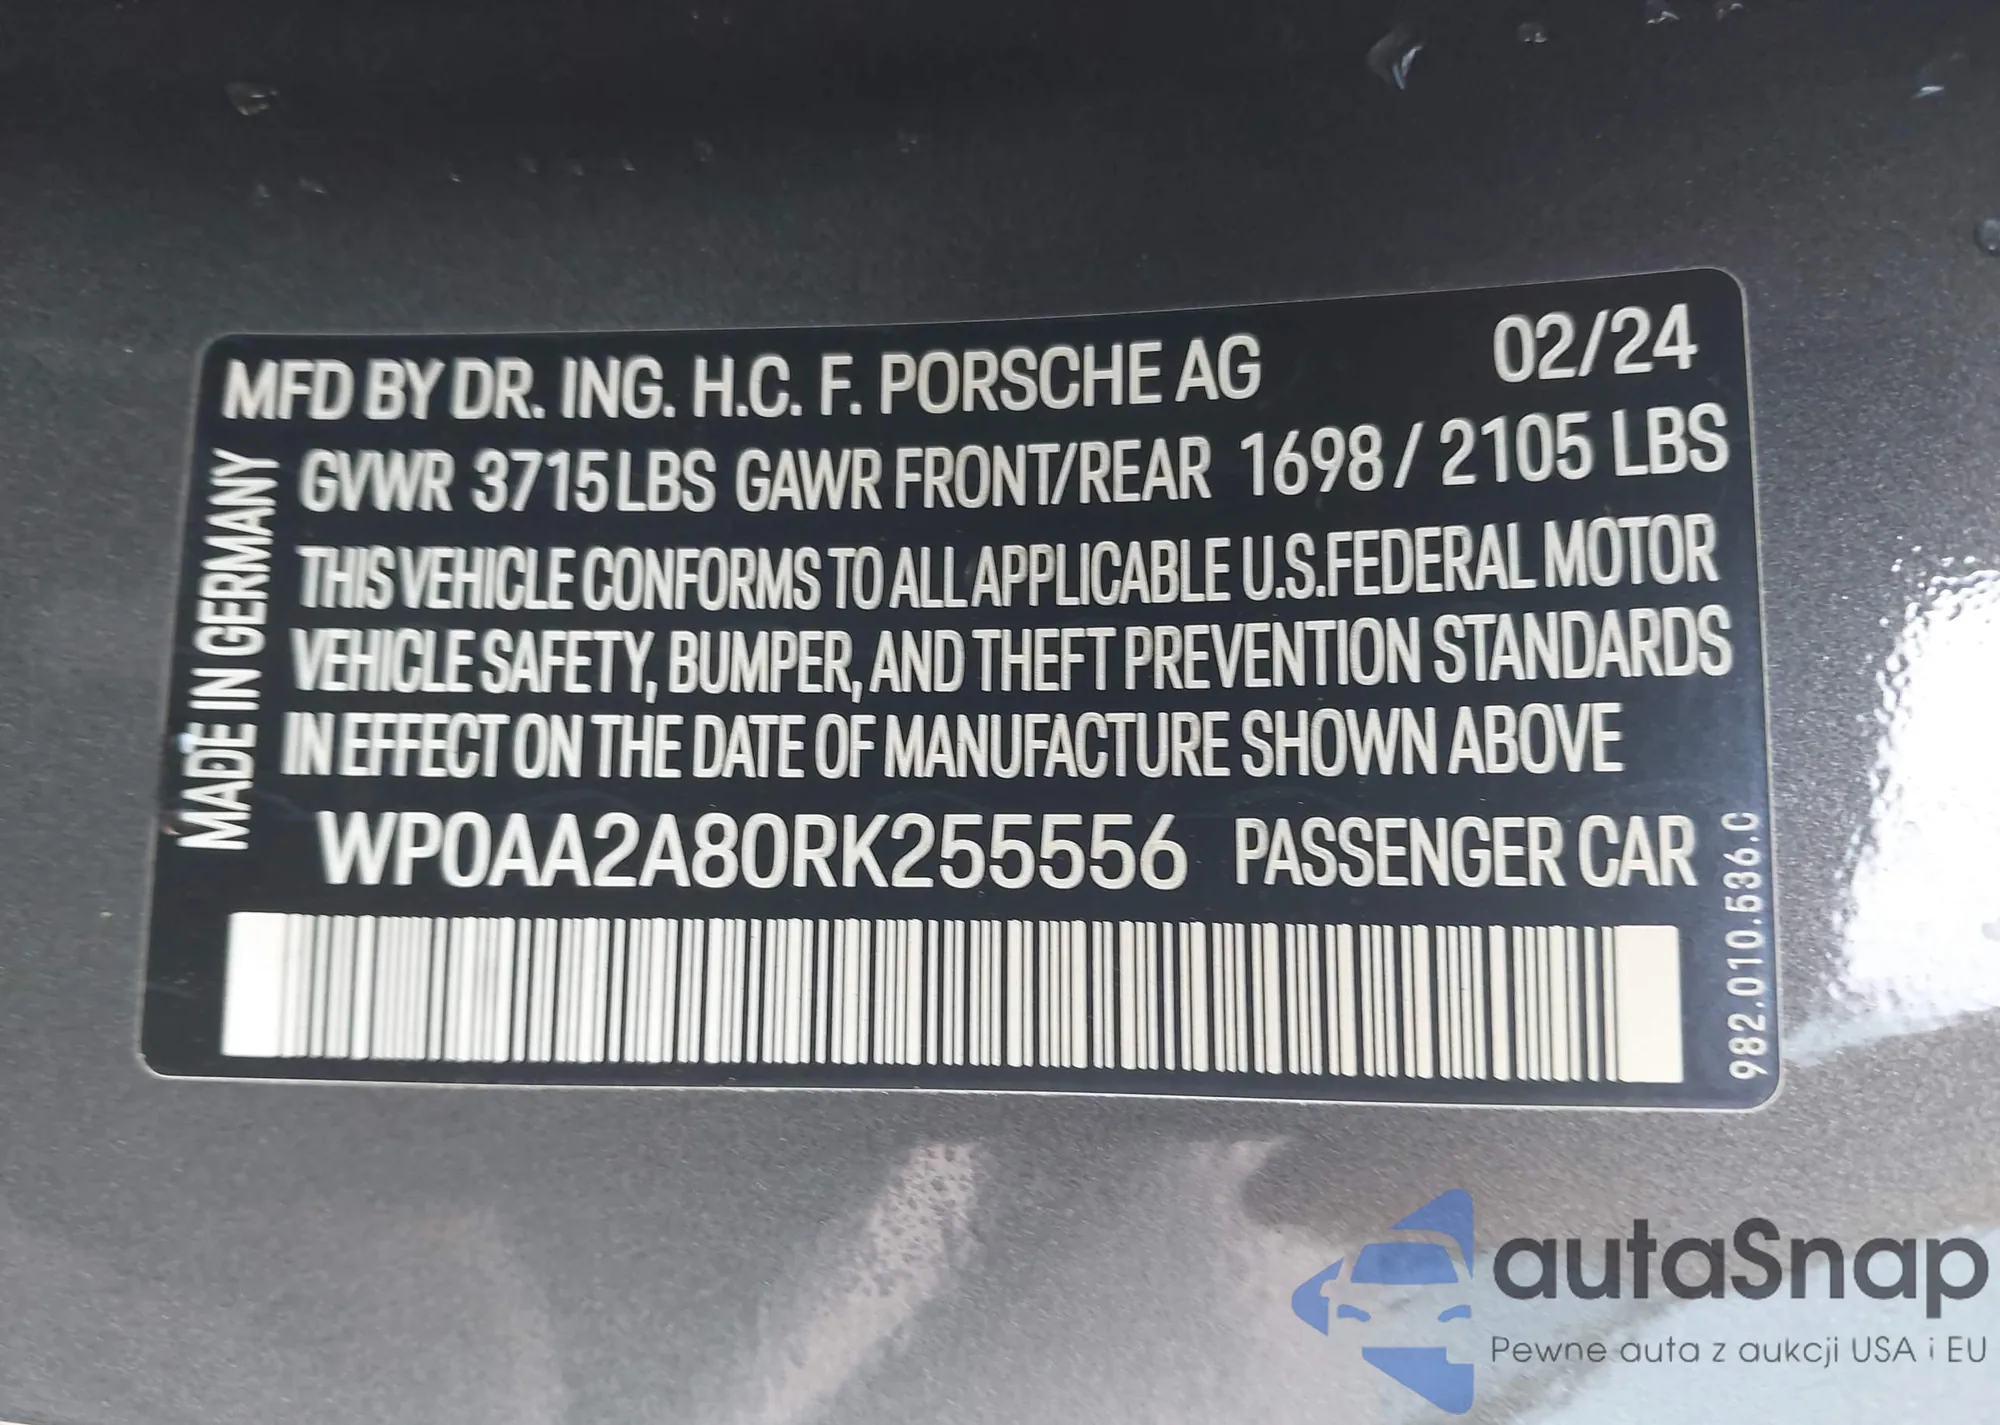 MFD BY DR. ING. H.C. F. PORSCHE AG 02/24
GVWR 3715LBS GAWR FRONT/REAR 1698 / 2105 LBS
THIS VEHICLE CONFORMS TO ALL APPLICABLE U.S.FEDERAL MOTOR
VEHICLE SAFETY, BUMPER, AND THEFT PREVENTION STANDARDS
IN EFFECT ON THE DATE OF MANUFACTURE SHOWN ABOVE
WP0AA2A80RK255556 PASSENGER CAR
MADE IN GERMANY
982.010.536.C
autaSnap
Pewne auta z aukcji USA i EU